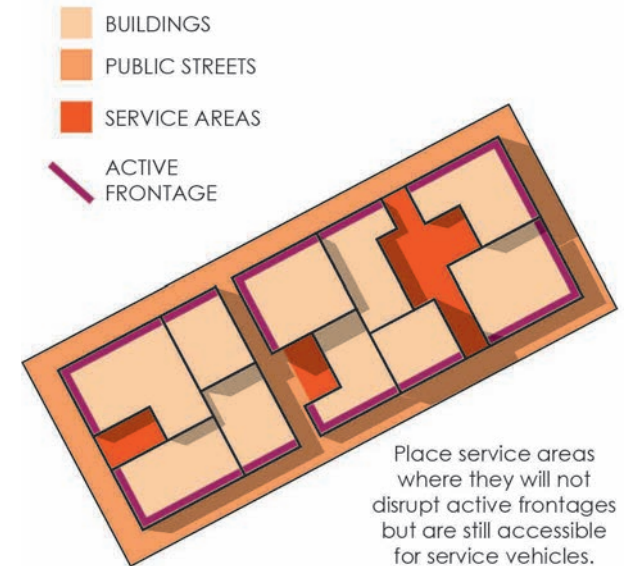 BUILDINGS
PUBLIC STREETS
SERVICE AREAS
ACTIVE
FRONTAGE
Place service areas
where they will not
disrupt active frontages
but are still accessible
for service vehicles.